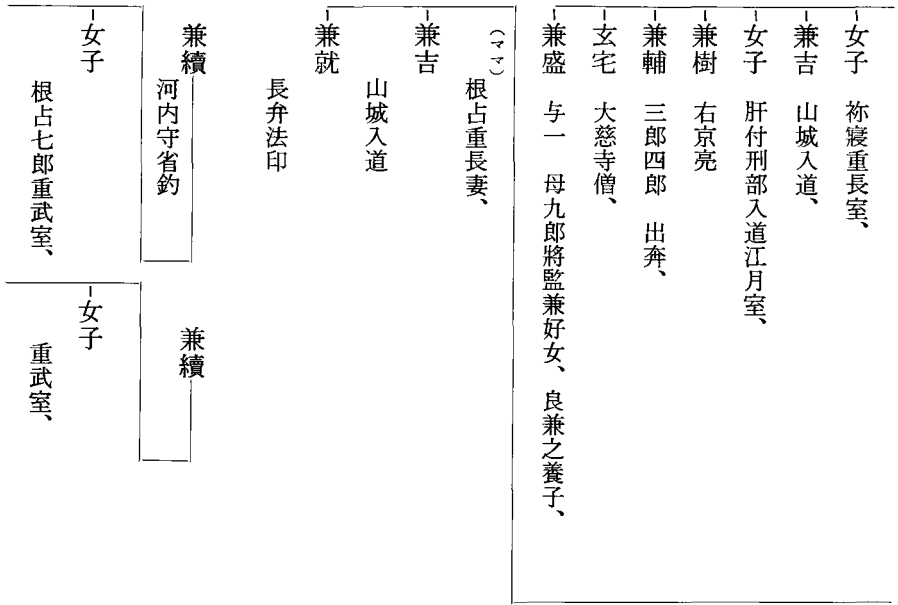 女子 祢寝重長室、
兼吉 山城入道、
女子 肝付刑部入道江月室、
兼樹 右京亮
兼輔 三郎四郎 出奔、
玄宅 大慈寺僧、
兼盛 与一 母九郎將監兼好女、良兼之養子、
(ママ)
根占重長妻、
兼吉
山城入道
兼就
長弁法印
兼續
河内守省釣
女子
根占七郎重武室、
兼續
女子
重武室、